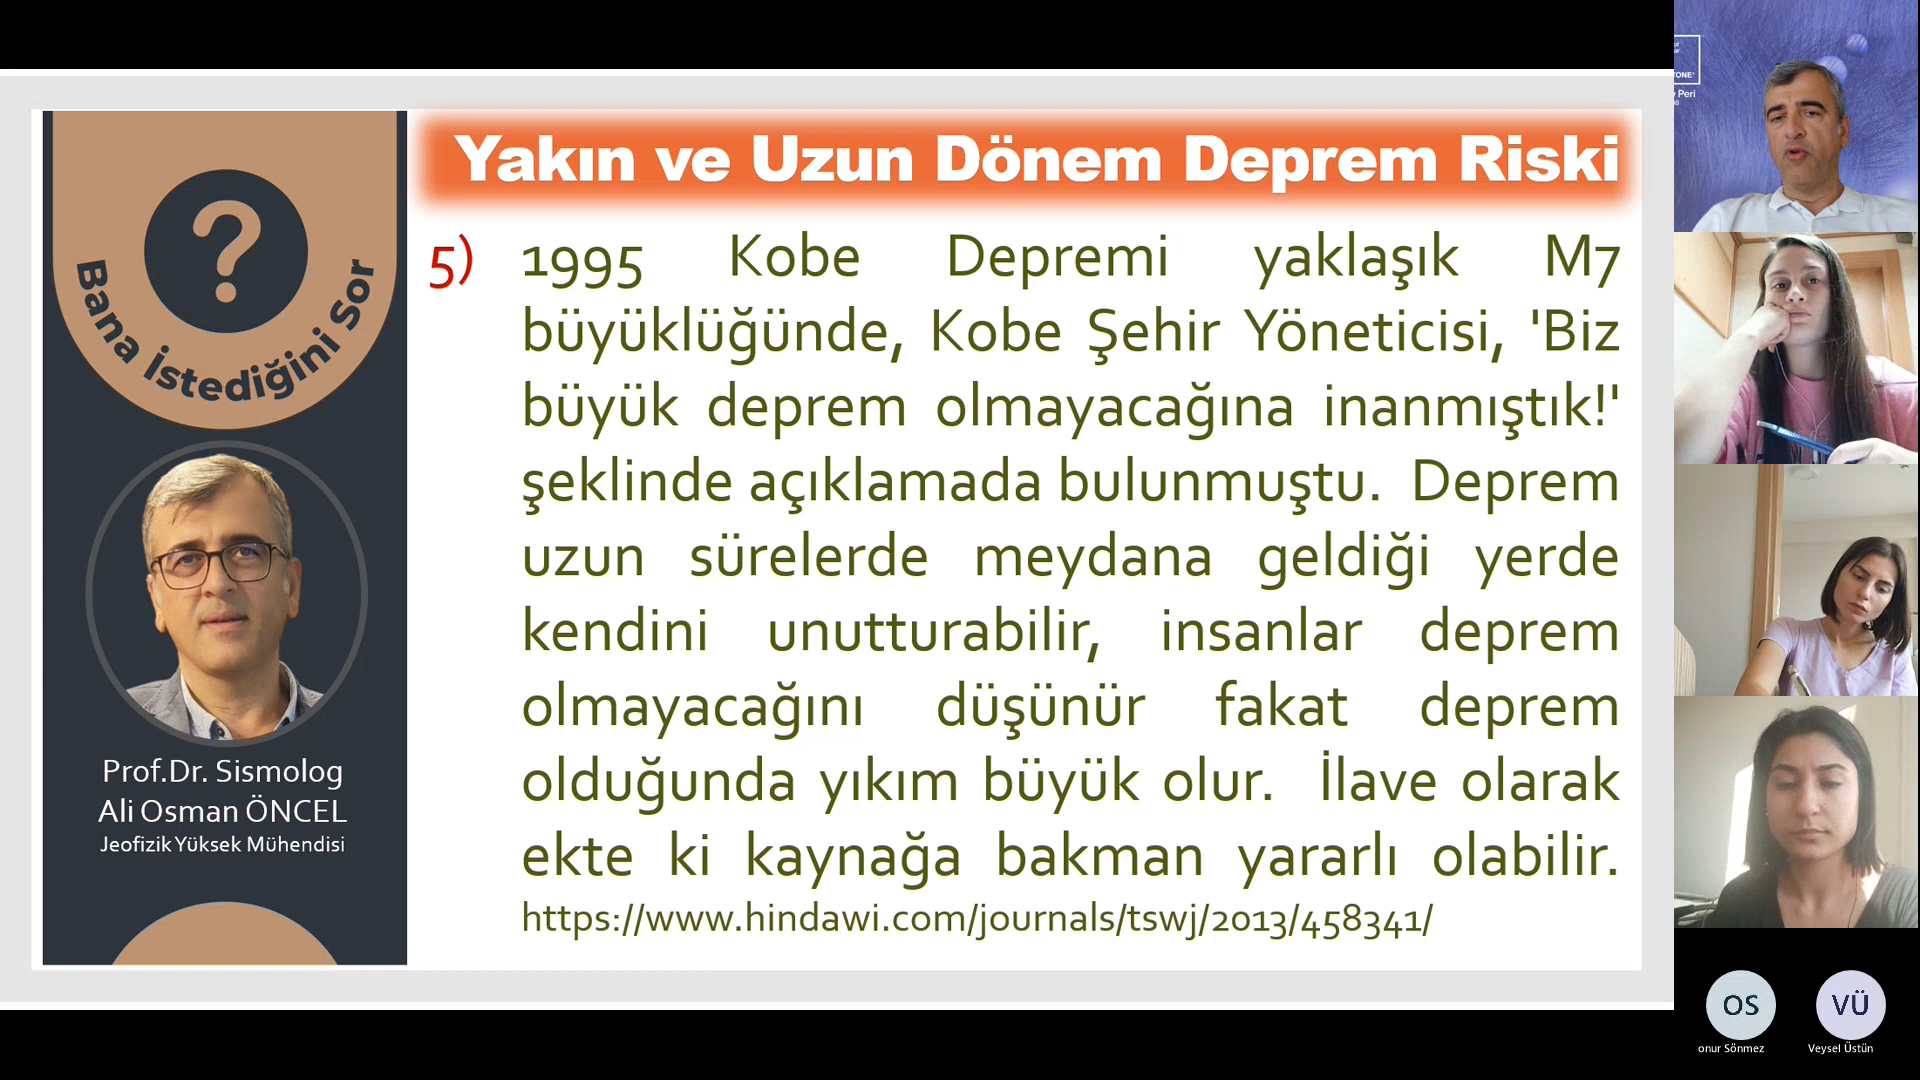 Yakın ve Uzun Dönem Deprem Riski
?
Bana İstediğini Sor
Prof.Dr. Sismolog
Ali Osman ÖNCEL
Jeofizik Yüksek Mühendisi
5) 1995 Kobe Depremi yaklaşık M7
büyüklüğünde, Kobe Şehir Yöneticisi, 'Biz
büyük deprem olmayacağına inanmıştık!'
şeklinde açıklamada bulunmuştu. Deprem
uzun sürelerde meydana geldiği yerde
kendini unutturabilir, insanlar deprem
olmayacağını düşünür fakat deprem
olduğunda yıkım büyük olur. İlave olarak
ekte ki kaynağa bakman yararlı olabilir.
https://www.hindawi.com/journals/tswj/2013/458341/
Peri
OS
onur Sönmez
VÜ
Veysel Üstün